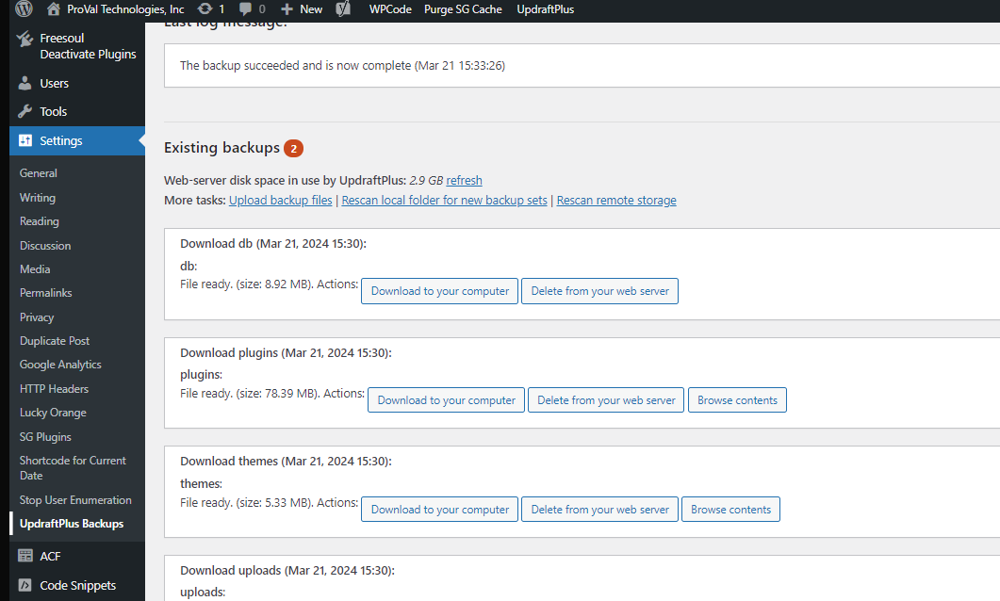 ProVal Technologies, Inc 1 0 New WPCode Purge SG Cache UpdraftPlus
Last log message:
Freesoul
Deactivate Plugins
Users
Tools
Settings
General
Writing
Reading
Discussion
Media
Permalinks
Privacy
Duplicate Post
Google Analytics
HTTP Headers
Lucky Orange
SG Plugins
Shortcode for Current
Date
Stop User Enumeration
UpdraftPlus Backups
ACF
Code Snippets
The backup succeeded and is now complete (Mar 21 15:33:26)
Existing backups 2
Web-server disk space in use by UpdraftPlus: 2.9 GB refresh
More tasks: Upload backup files | Rescan local folder for new backup sets | Rescan remote storage
Download db (Mar 21, 2024 15:30):
db:
File ready. (size: 8.92 MB). Actions: Download to your computer Delete from your web server
Download plugins (Mar 21, 2024 15:30):
plugins:
File ready. (size: 78.39 MB). Actions: Download to your computer Delete from your web server Browse contents
Download themes (Mar 21, 2024 15:30):
themes:
File ready. (size: 5.33 MB). Actions: Download to your computer Delete from your web server Browse contents
Download uploads (Mar 21, 2024 15:30):
uploads: